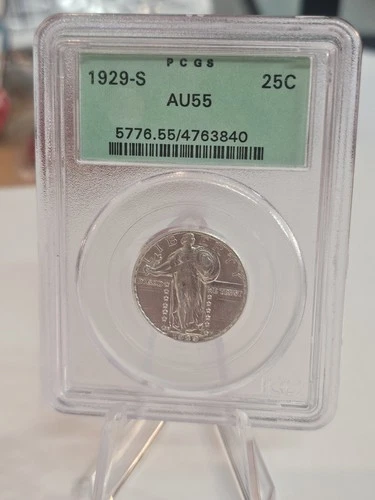 PCGS
1929-S 25C
AU55
5776.55/4763840
LIBERTY
IN GOD WE TRUST